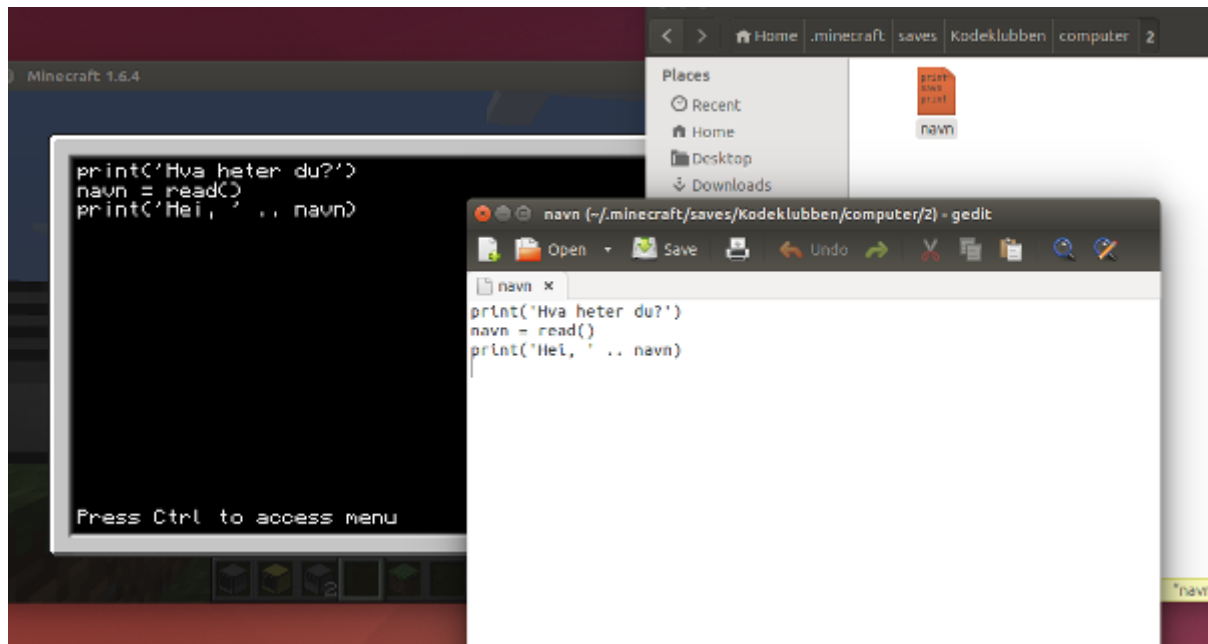 Minecraft 1.6.4
print('Hva heter du?')
navn = read()
print('Hei, ' .. navn)
Press Ctrl to access menu
2
Home .minecraft saves Kodeklubben computer 2
Places
Recent
Home
Desktop
Downloads
navn
navn (~/.minecraft/saves/Kodeklubben/computer/2) - gedit
Open Save Undo
navn
print('Hva heter du?')
navn = read()
print('Hei, ' .. navn)
"navn